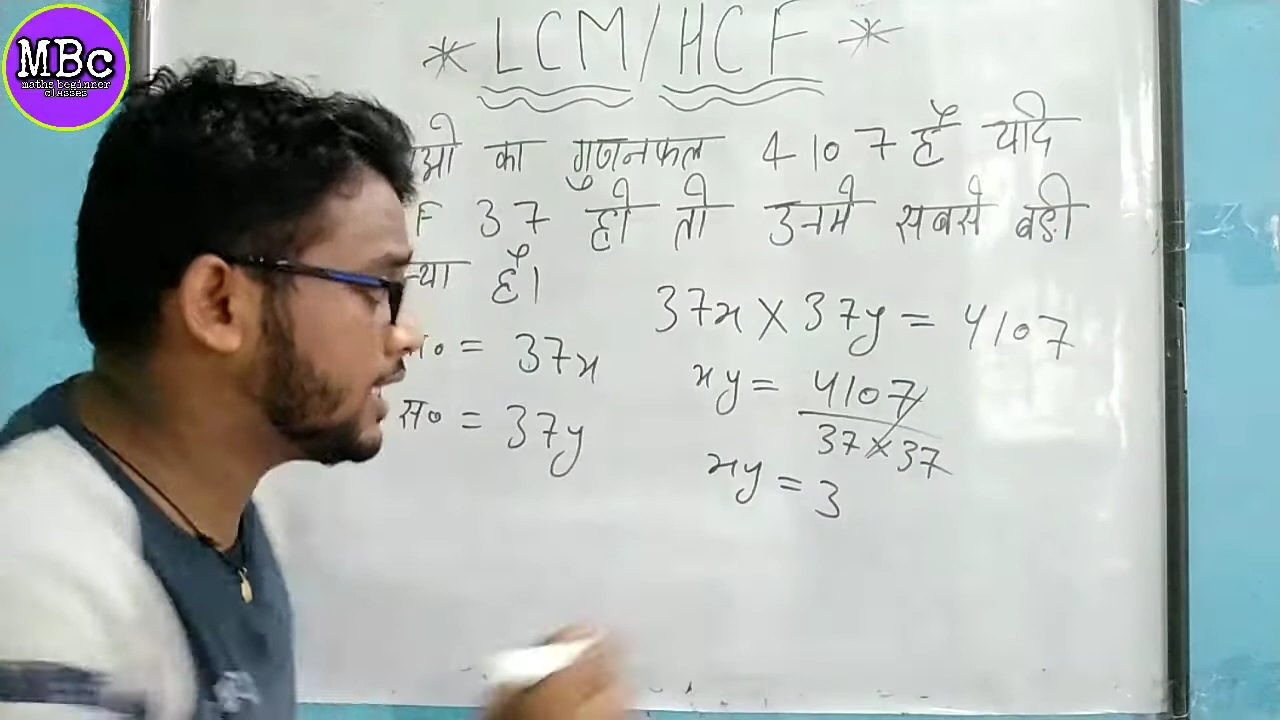 MBc
maths beginner
classes
* LCM/HCF *
का गुणनफल 4107 है यदि
37 हो तो उनमे सबसे बड़ी
है।
37x × 37y = 4107
= 37x
xy = 4107
37 × 37
स० = 37y
xy = 3